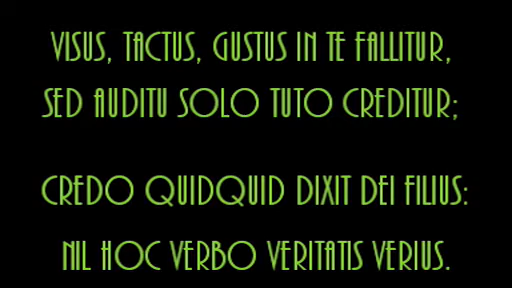 VISUS, TACTUS, GUSTUS IN TE FALLITUR,
SED AUDITU SOLO TUTO CREDITUR;
CREDO QUIDQUID DIXIT DEI FILIUS:
NIL HOC VERBO VERITATIS VERIUS.